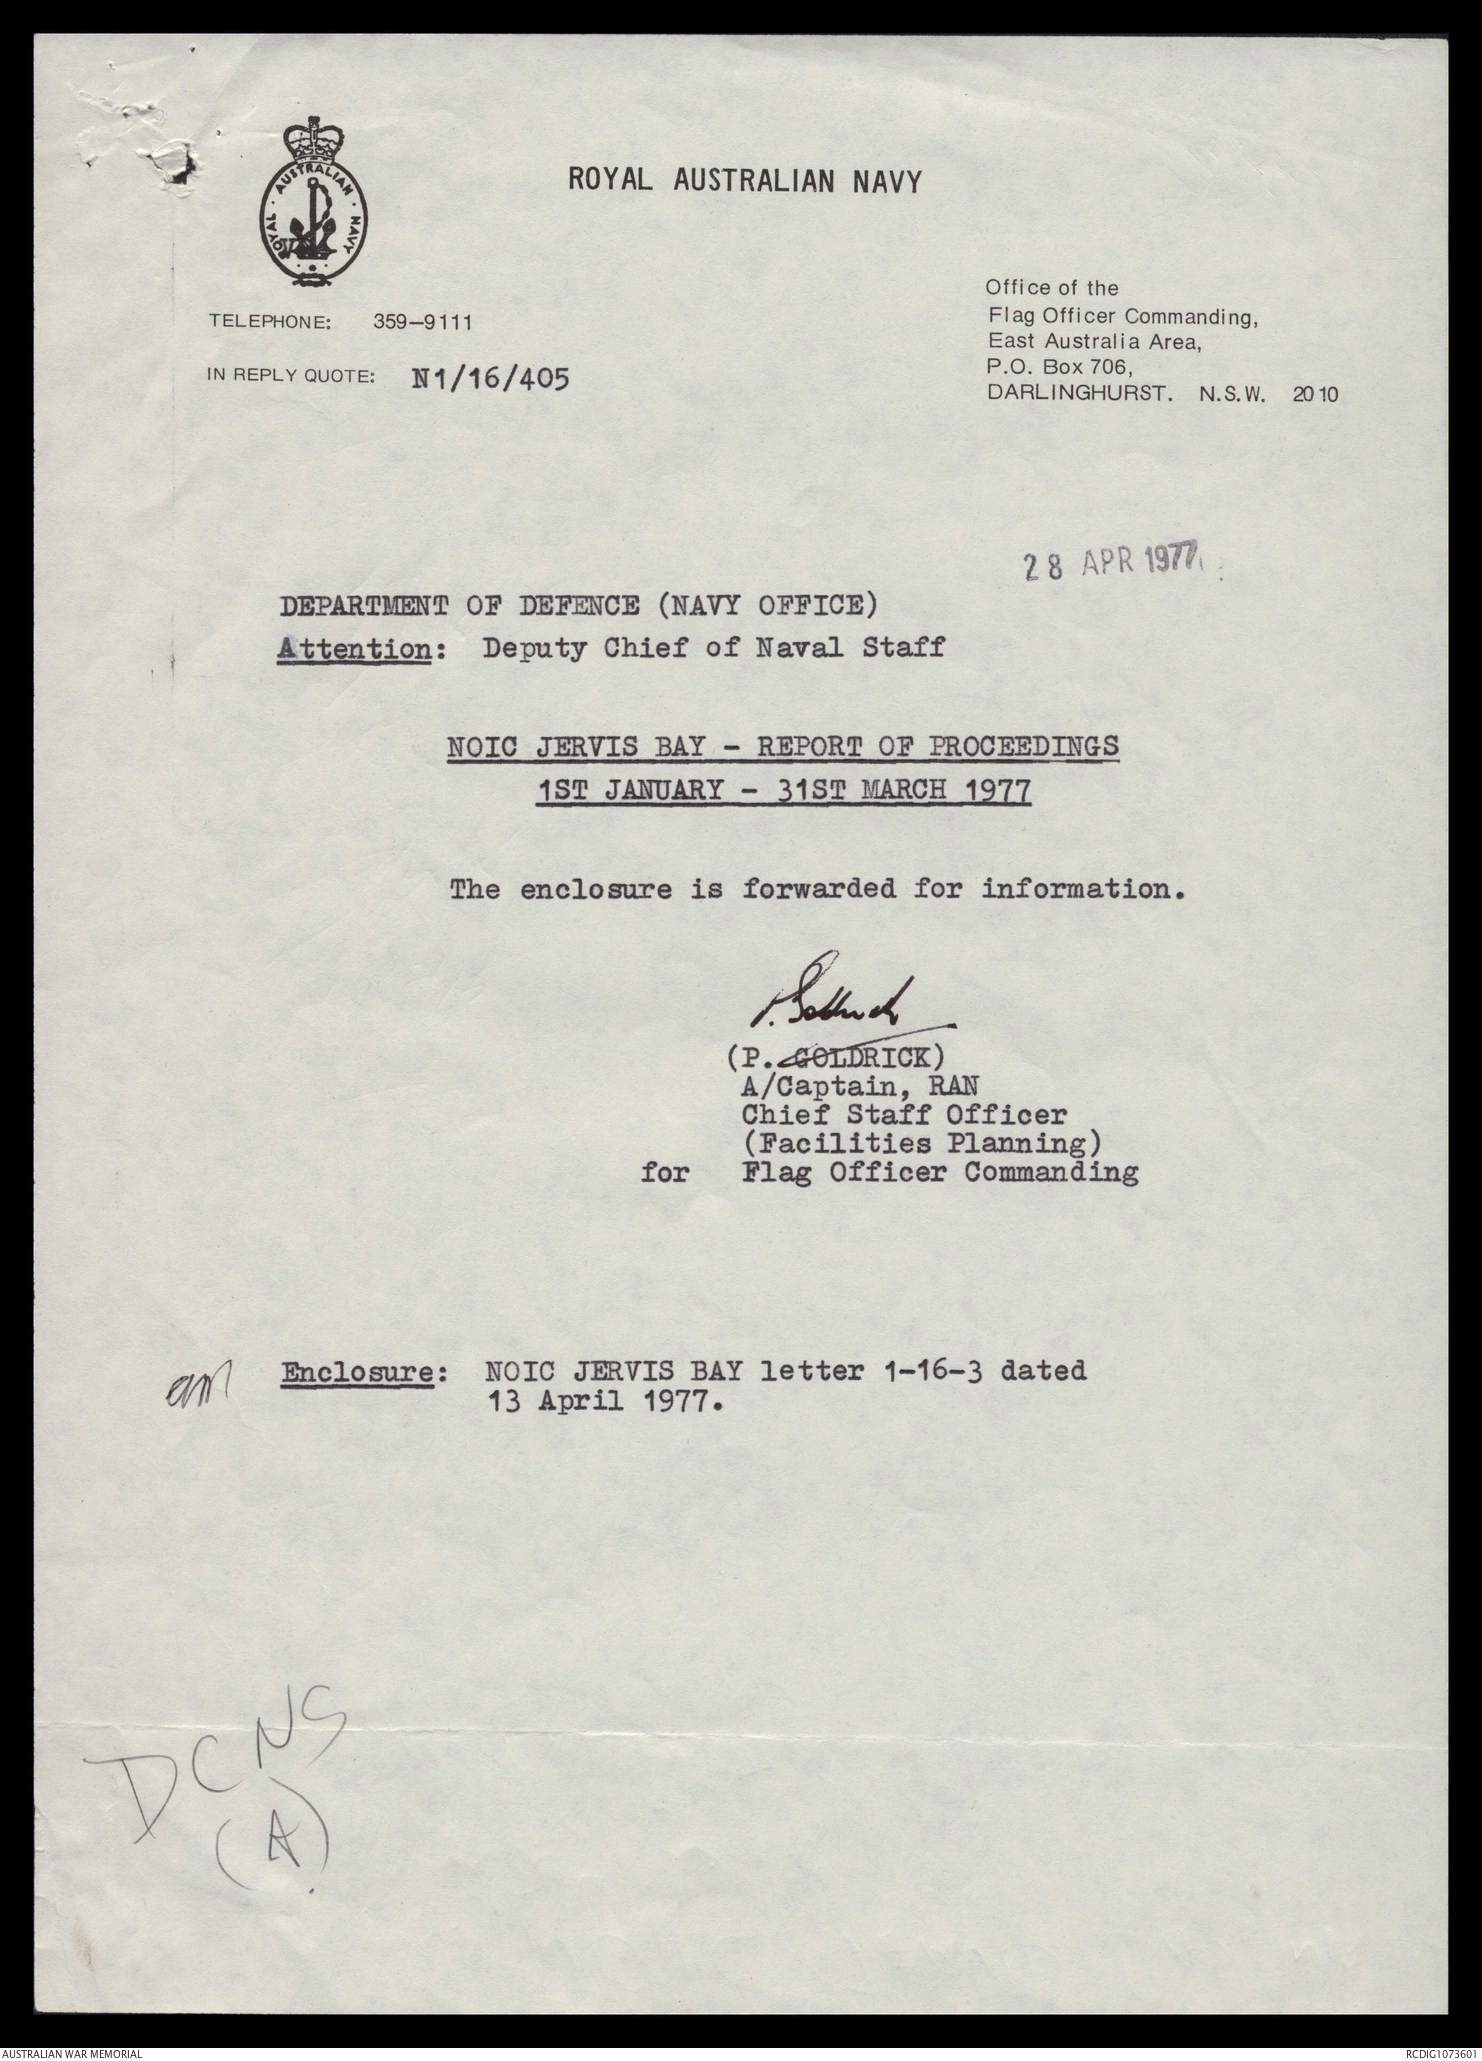 ROYAL AUSTRALIAN NAVY
ROYAL · AUSTRALIAN · NAVY
TELEPHONE: 359-9111
IN REPLY QUOTE: N1/16/405
Office of the
Flag Officer Commanding,
East Australia Area,
P.O. Box 706,
DARLINGHURST. N.S.W. 2010
28 APR 1977
DEPARTMENT OF DEFENCE (NAVY OFFICE)
Attention: Deputy Chief of Naval Staff
NOIC JERVIS BAY - REPORT OF PROCEEDINGS
1ST JANUARY - 31ST MARCH 1977
The enclosure is forwarded for information.
P. Goldrick
(P. GOLDRICK)
A/Captain, RAN
Chief Staff Officer
(Facilities Planning)
for Flag Officer Commanding
Enclosure: NOIC JERVIS BAY letter 1-16-3 dated
13 April 1977.
DCNS
(A)
AUSTRALIAN WAR MEMORIAL
RCDIG1073601